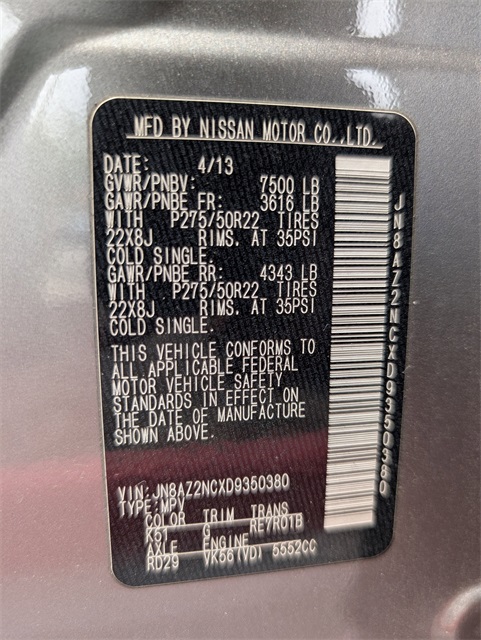 MFD BY NISSAN MOTOR CO.,LTD.
DATE: 4/13
GVWR/PNBV: 7500 LB
GAWR/PNBE FR: 3616 LB
WITH P275/50R22 TIRES
22X8J RIMS. AT 35PSI
COLD SINGLE.
GAWR/PNBE RR: 4343 LB
WITH P275/50R22 TIRES
22X8J RIMS. AT 35PSI
COLD SINGLE.
THIS VEHICLE CONFORMS TO
ALL APPLICABLE FEDERAL
MOTOR VEHICLE SAFETY
STANDARDS IN EFFECT ON
THE DATE OF MANUFACTURE
SHOWN ABOVE.
VIN: JN8AZ2NCXD9350380
TYPE: MPV
COLOR TRIM TRANS
K51 G RE7R01B
AXLE ENGINE
RD29 VK56(VD) 5552CC
JN8AZ2NCXD9350380